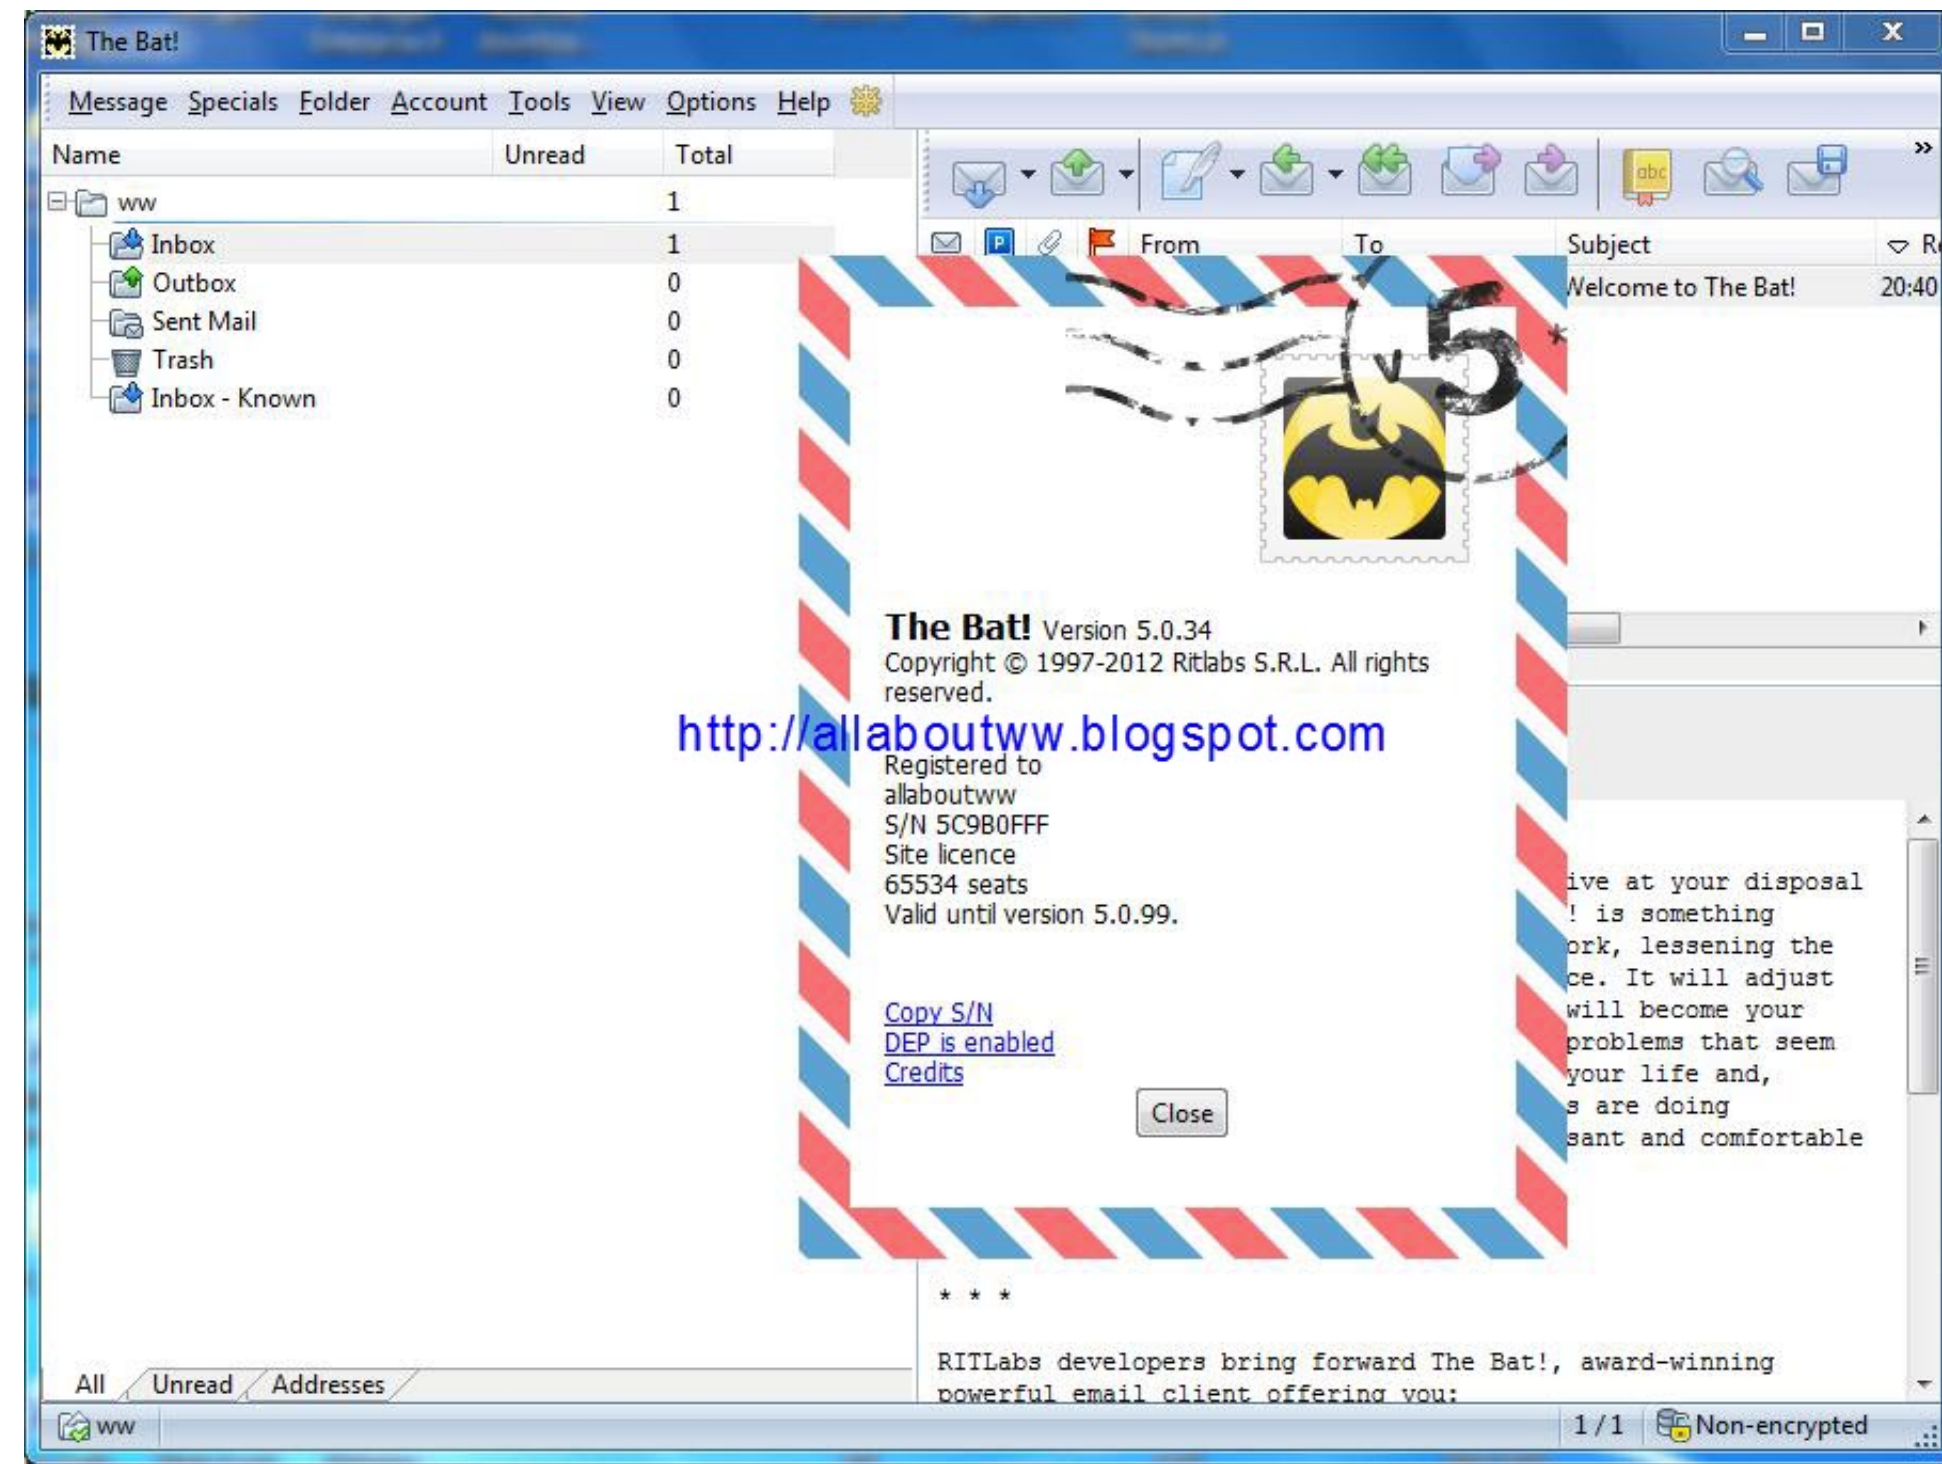 The Bat!
Message Specials Folder Account Tools View Options Help
Name Unread Total
ww 1
Inbox 1
Outbox 0
Sent Mail 0
Trash 0
Inbox - Known 0
abc
P From To Subject
Welcome to The Bat! 20:40
5
The Bat! Version 5.0.34
Copyright © 1997-2012 Ritlabs S.R.L. All rights
reserved.
http://allaboutww.blogspot.com
Registered to
allaboutww
S/N 5C9B0FFF
Site licence
65534 seats
Valid until version 5.0.99.
Copy S/N
DEP is enabled
Credits
Close
at your disposal
! is something
lessening the
It will adjust
will become your
problems that seem
your life and,
are doing
and comfortable
* * *
RITLabs developers bring forward The Bat!, award-winning
powerful email client offering you:
All Unread Addresses
ww 1 / 1 Non-encrypted